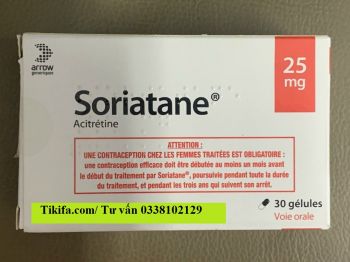 arrow
génériques
25
mg
Soriatane®
Acitrétine
ATTENTION :
UNE CONTRACEPTION CHEZ LES FEMMES TRAITÉES EST OBLIGATOIRE :
une contraception efficace doit être débutée au moins un mois avant
le début du traitement par Soriatane®, poursuivie pendant toute la durée
du traitement, et pendant les trois ans qui suivent son arrêt.
Tikifa.com/ Tư vấn 0338102129
30 gélules
Voie orale